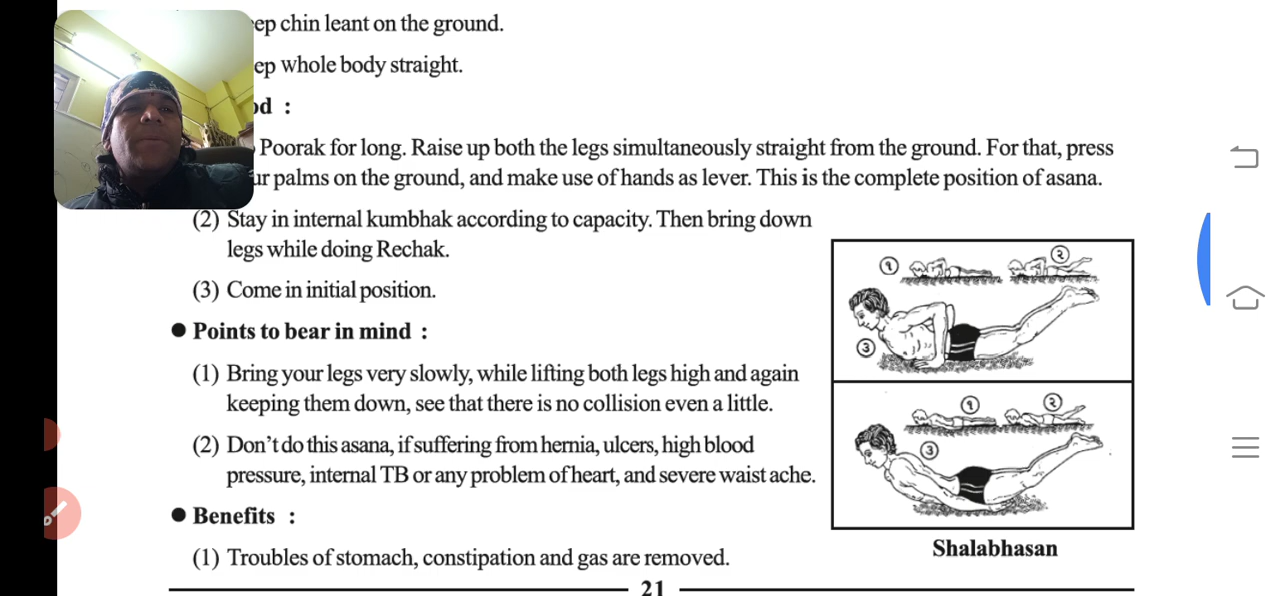 ep chin leant on the ground.
ep whole body straight.
od :
Poorak for long. Raise up both the legs simultaneously straight from the ground. For that, press
ur palms on the ground, and make use of hands as lever. This is the complete position of asana.
(2) Stay in internal kumbhak according to capacity. Then bring down
legs while doing Rechak.
(3) Come in initial position.
● Points to bear in mind :
(1) Bring your legs very slowly, while lifting both legs high and again
keeping them down, see that there is no collision even a little.
(2) Don't do this asana, if suffering from hernia, ulcers, high blood
pressure, internal TB or any problem of heart, and severe waist ache.
● Benefits :
(1) Troubles of stomach, constipation and gas are removed.
१
२
३
१
२
३
Shalabhasan
21